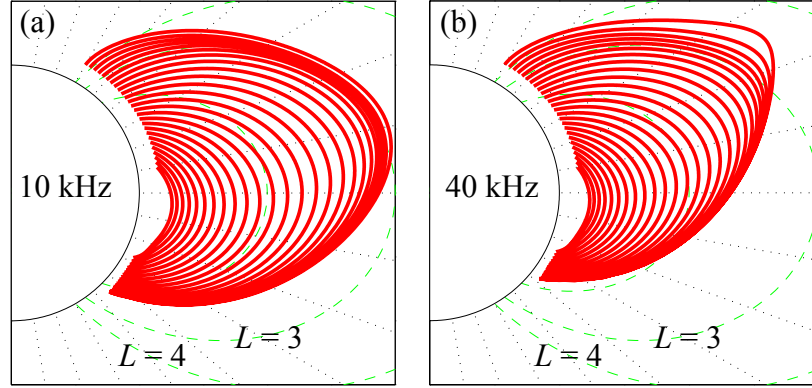 (a)
10 kHz
L = 3
L = 4
(b)
40 kHz
L = 3
L = 4